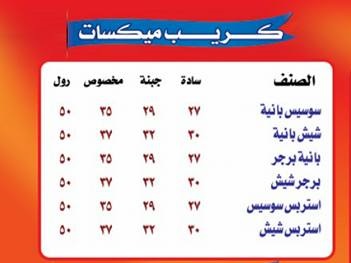 كريب ميكسات
الصنف سادة جبنة مخصوص رول
سوسيس بانية ٢٧ ٢٩ ٣٥ ٥٠
شيش بانية ٣٠ ٣٢ ٣٧ ٥٠
بانية برجر ٢٧ ٢٩ ٣٥ ٥٠
برجر شيش ٣٠ ٣٢ ٣٧ ٥٠
استربس سوسيس ٢٧ ٢٩ ٣٥ ٥٠
استربس شيش ٣٠ ٣٢ ٣٧ ٥٠